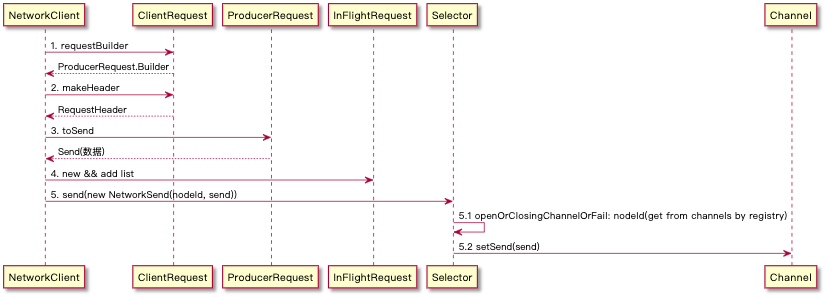 NetworkClient
ClientRequest
ProducerRequest
InFlightRequest
Selector
Channel
1. requestBuilder
ProducerRequest.Builder
2. makeHeader
RequestHeader
3. toSend
Send(数据)
4. new && add list
5. send(new NetworkSend(nodeId, send))
5.1 openOrClosingChannelOrFail: nodeId(get from channels by registry)
5.2 setSend(send)
NetworkClient
ClientRequest
ProducerRequest
InFlightRequest
Selector
Channel